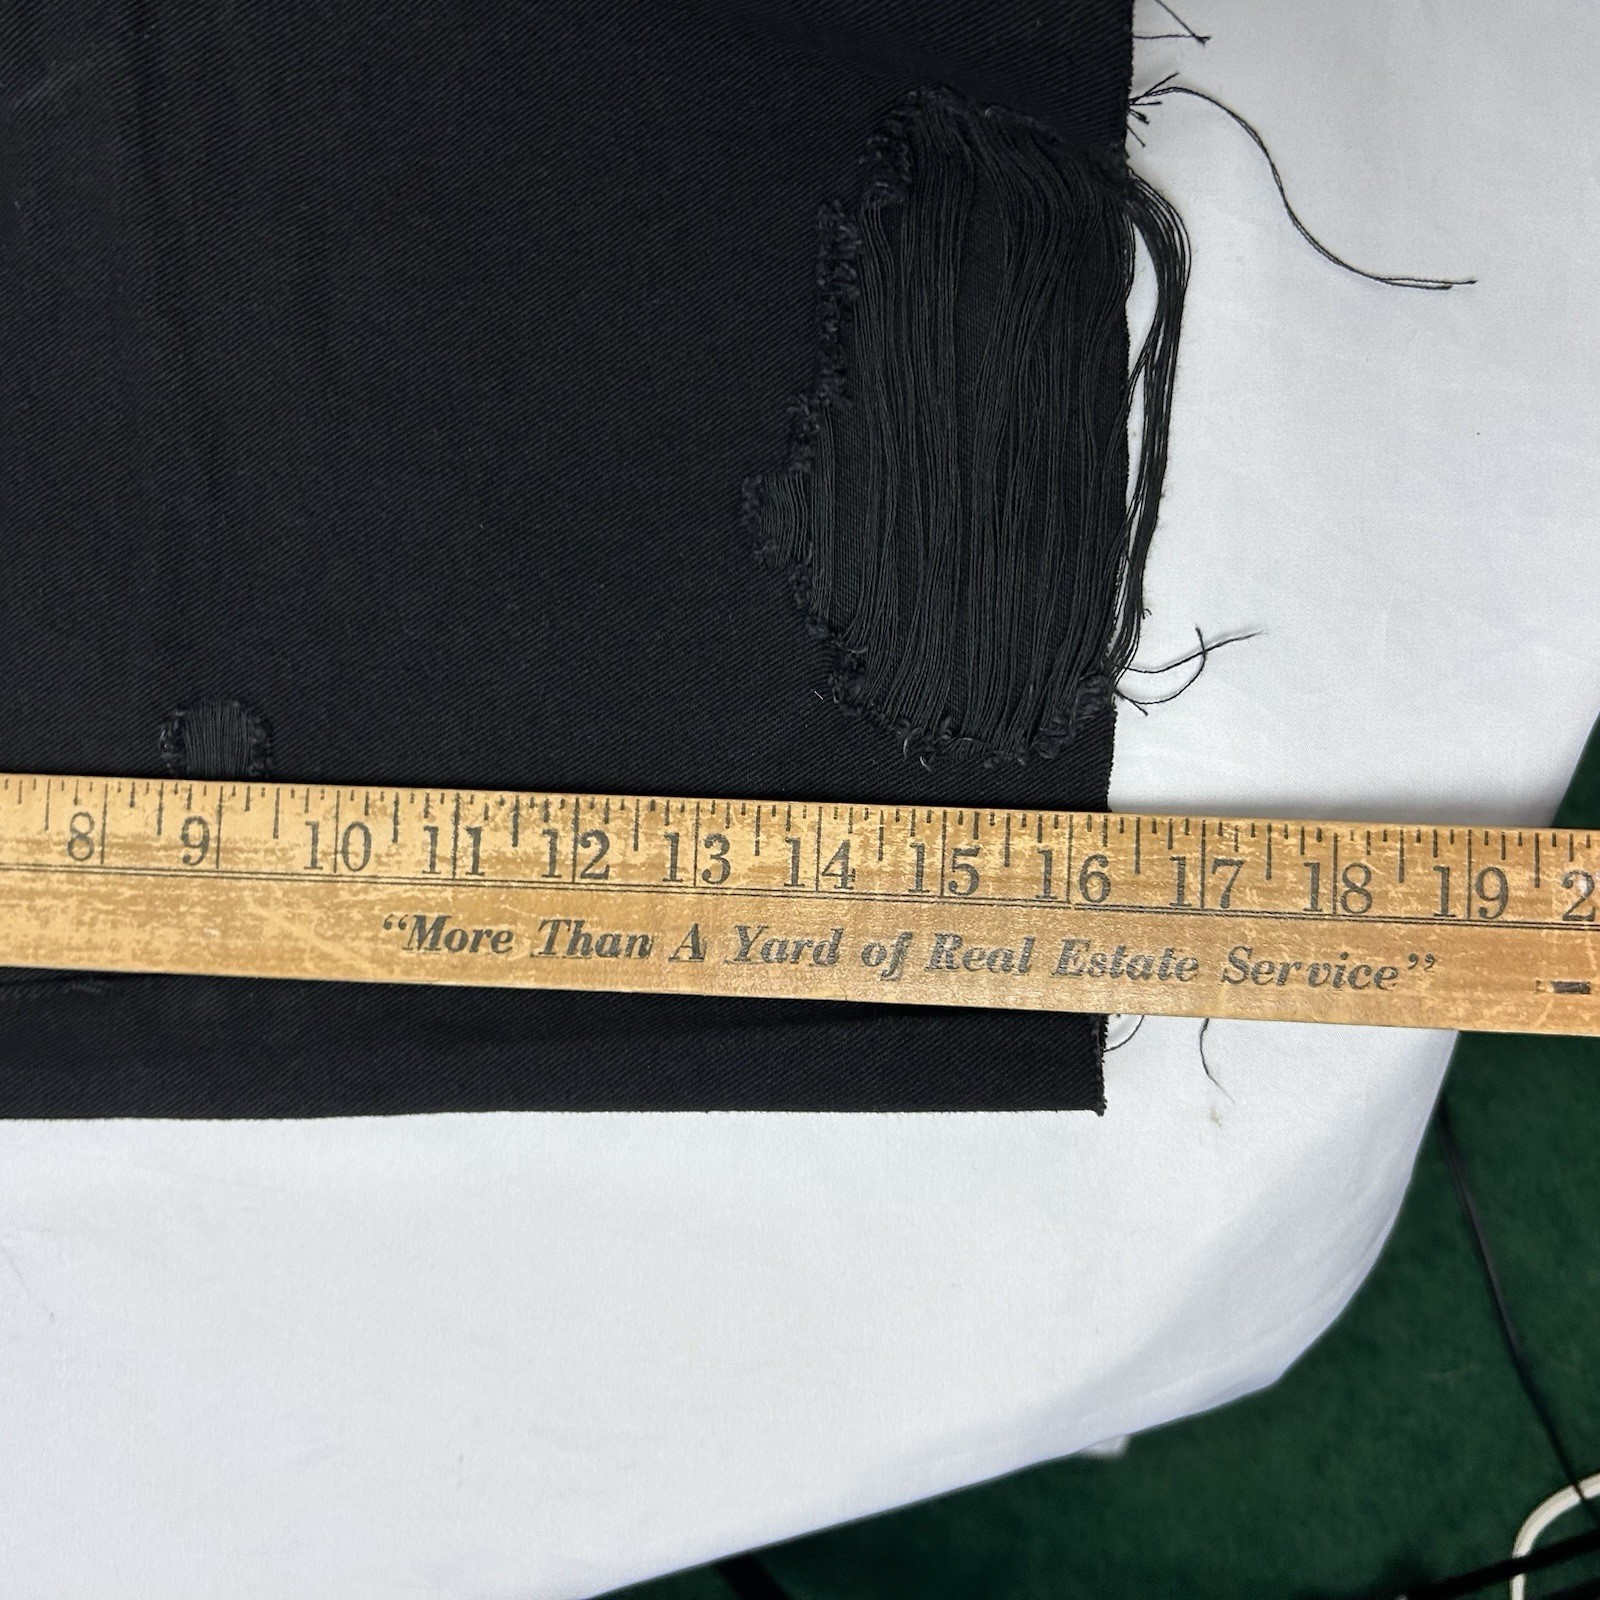 8 9 10 11 12 13 14 15 16 17 18 19 2
“More Than A Yard of Real Estate Service”